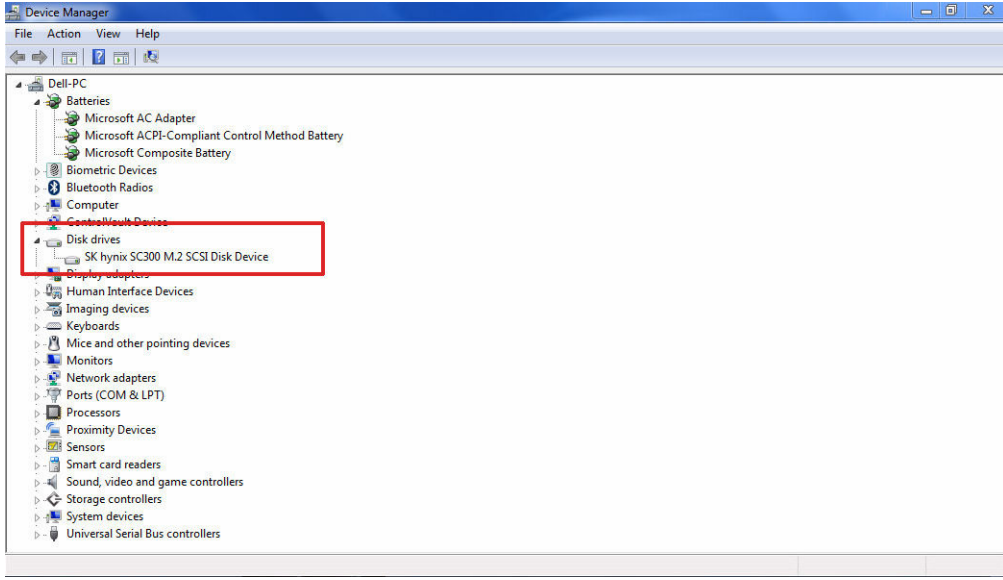 Device Manager
File Action View Help
Dell-PC
Batteries
Microsoft AC Adapter
Microsoft ACPI-Compliant Control Method Battery
Microsoft Composite Battery
Biometric Devices
Bluetooth Radios
Computer
ControlVault Device
Disk drives
SK hynix SC300 M.2 SCSI Disk Device
Display adapters
Human Interface Devices
Imaging devices
Keyboards
Mice and other pointing devices
Monitors
Network adapters
Ports (COM & LPT)
Processors
Proximity Devices
Sensors
Smart card readers
Sound, video and game controllers
Storage controllers
System devices
Universal Serial Bus controllers